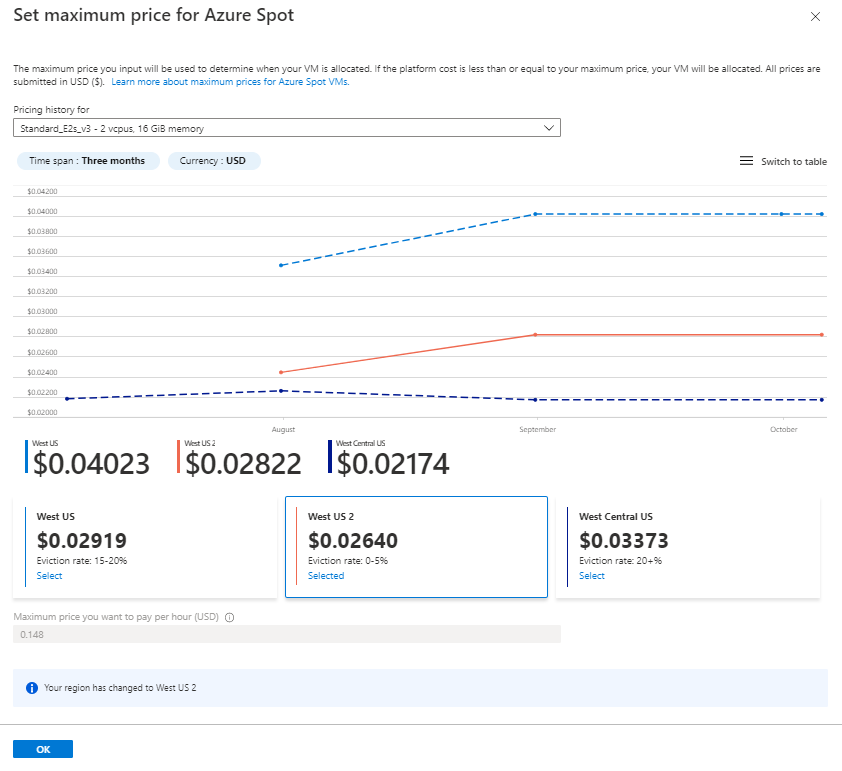 Set maximum price for Azure Spot
The maximum price you input will be used to determine when your VM is allocated. If the platform cost is less than or equal to your maximum price, your VM will be allocated. All prices are
submitted in USD ($). Learn more about maximum prices for Azure Spot VMs.
Pricing history for
Standard_E2s_v3 - 2 vcpus, 16 GiB memory
Time span : Three months Currency : USD Switch to table
$0.04200
$0.04000
$0.03800
$0.03600
$0.03400
$0.03200
$0.03000
$0.02800
$0.02600
$0.02400
$0.02200
$0.02000
August September October
West US West US 2 West Central US
$0.04023 $0.02822 $0.02174
West US West US 2 West Central US
$0.02919 $0.02640 $0.03373
Eviction rate: 15-20% Eviction rate: 0-5% Eviction rate: 20+%
Select Selected Select
Maximum price you want to pay per hour (USD)
0.148
Your region has changed to West US 2
OK